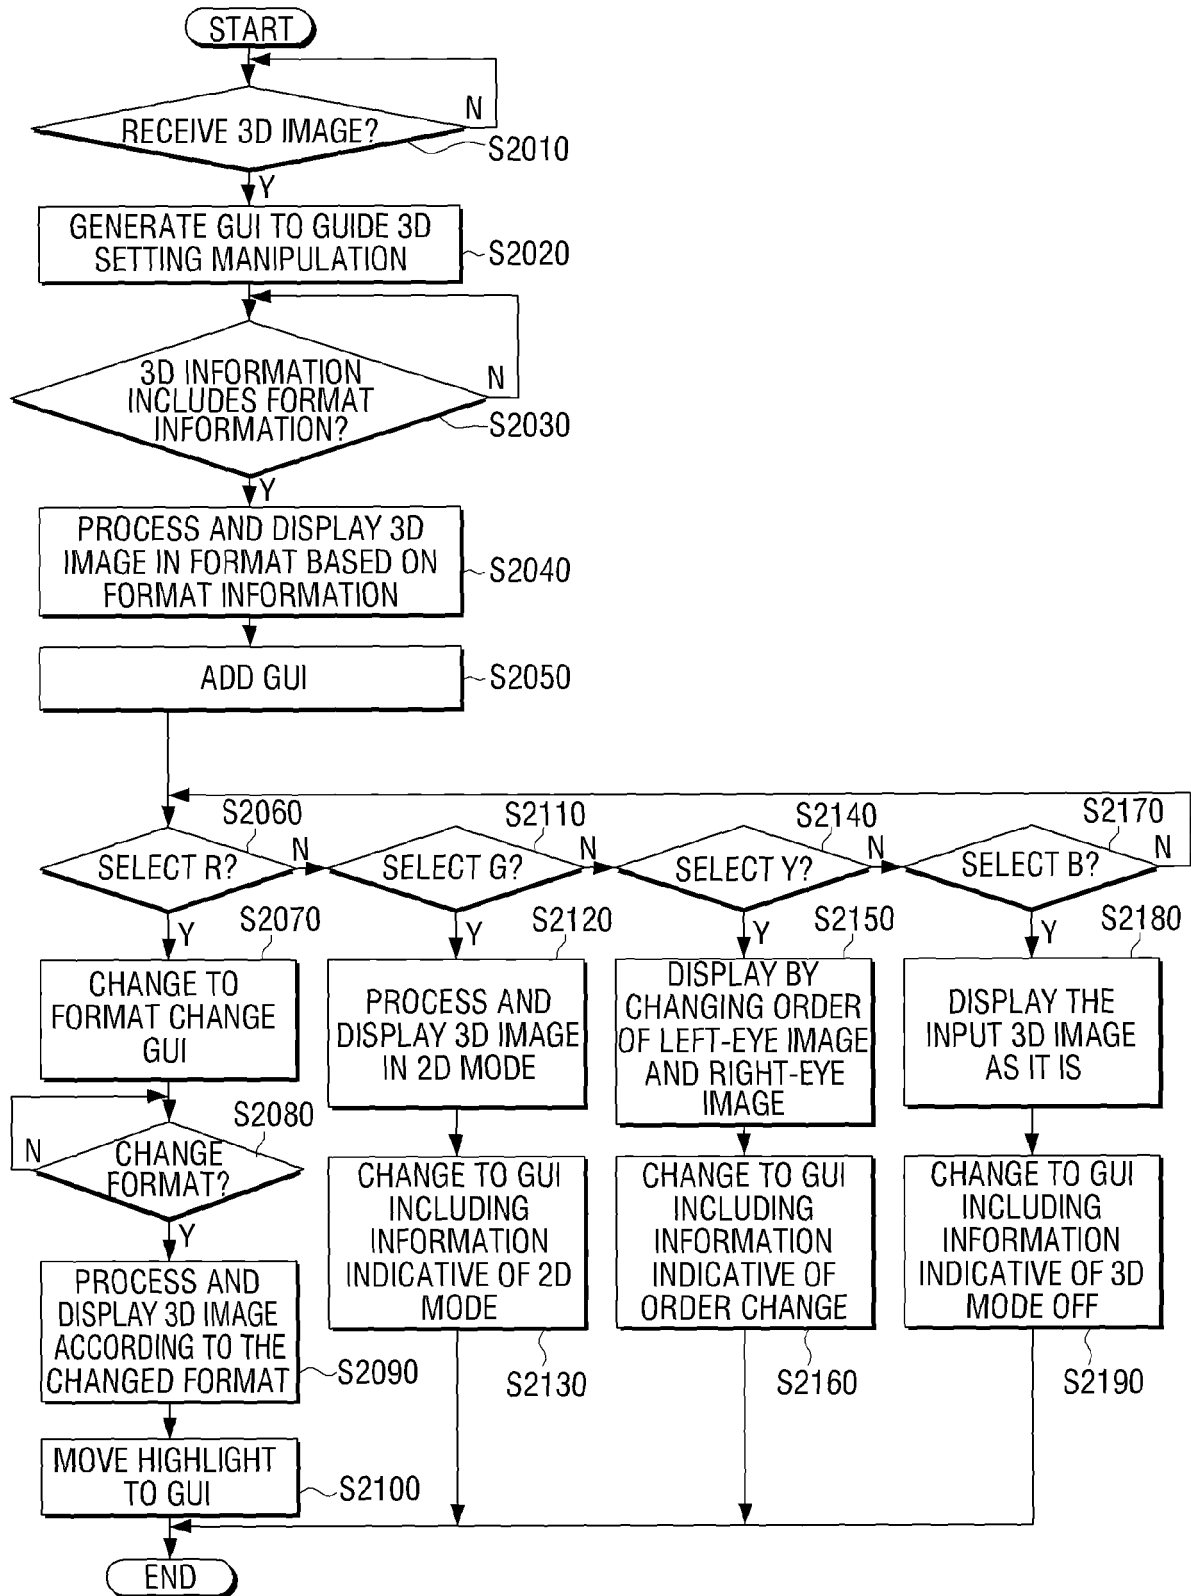 START
N
RECEIVE 3D IMAGE?
S2010
Y
GENERATE GUI TO GUIDE 3D
SETTING MANIPULATION
S2020
3D INFORMATION
INCLUDES FORMAT
INFORMATION?
N
S2030
Y
PROCESS AND DISPLAY 3D
IMAGE IN FORMAT BASED ON
FORMAT INFORMATION
S2040
ADD GUI
S2050
S2060
S2110
S2140
S2170
SELECT R?
N
SELECT G?
N
SELECT Y?
N
SELECT B?
N
Y
S2070
Y
S2120
Y
S2150
Y
S2180
CHANGE TO
FORMAT CHANGE
GUI
PROCESS AND
DISPLAY 3D IMAGE
IN 2D MODE
DISPLAY BY
CHANGING ORDER
OF LEFT-EYE IMAGE
AND RIGHT-EYE
IMAGE
DISPLAY THE
INPUT 3D IMAGE
AS IT IS
S2080
N
CHANGE
FORMAT?
Y
CHANGE TO GUI
INCLUDING
INFORMATION
INDICATIVE OF 2D
MODE
CHANGE TO GUI
INCLUDING
INFORMATION
INDICATIVE OF
ORDER CHANGE
CHANGE TO GUI
INCLUDING
INFORMATION
INDICATIVE OF 3D
MODE OFF
PROCESS AND
DISPLAY 3D IMAGE
ACCORDING TO THE
CHANGED FORMAT
S2090
S2130
S2160
S2190
MOVE HIGHLIGHT
TO GUI
S2100
END